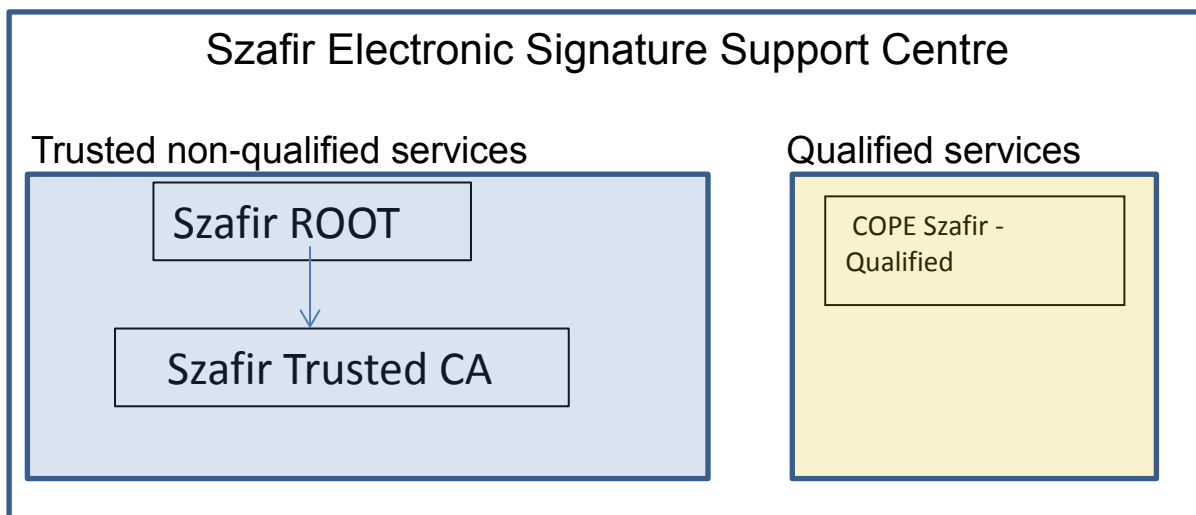 Szafir Electronic Signature Support Centre
Trusted non-qualified services
Szafir ROOT
Szafir Trusted CA
Qualified services
COPE Szafir -
Qualified